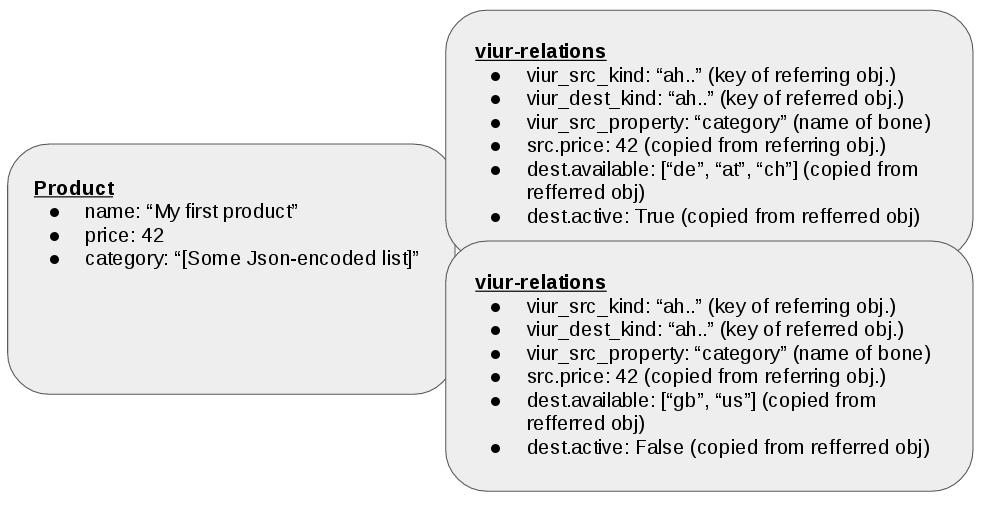 Product
● name: “My first product”
● price: 42
● category: “[Some Json-encoded list]”
viur-relations
● viur_src_kind: “ah..” (key of referring obj.)
● viur_dest_kind: “ah..” (key of referred obj.)
● viur_src_property: “category” (name of bone)
● src.price: 42 (copied from referring obj.)
● dest.available: [“de”, “at”, “ch”] (copied from
refferred obj)
● dest.active: True (copied from refferred obj)
viur-relations
● viur_src_kind: “ah..” (key of referring obj.)
● viur_dest_kind: “ah..” (key of referred obj.)
● viur_src_property: “category” (name of bone)
● src.price: 42 (copied from referring obj.)
● dest.available: [“gb”, “us”] (copied from
refferred obj)
● dest.active: False (copied from refferred obj)